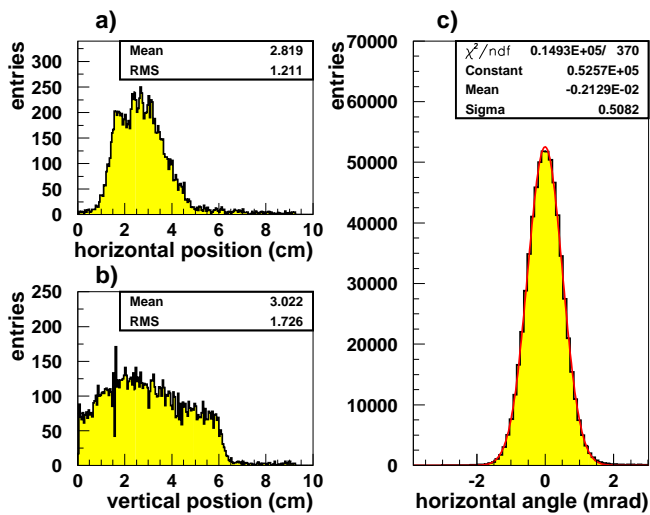 a)
entries
300
250
200
150
100
50
0
Mean 2.819
RMS 1.211
0 2 4 6 8 10
horizontal position (cm)
b)
entries
250
200
150
100
50
0
Mean 3.022
RMS 1.726
0 2 4 6 8 10
vertical postion (cm)
c)
entries
70000
60000
50000
40000
30000
20000
10000
0
χ²/ndf 0.1493E+05/ 370
Constant 0.5257E+05
Mean -0.2129E-02
Sigma 0.5082
-2 0 2
horizontal angle (mrad)